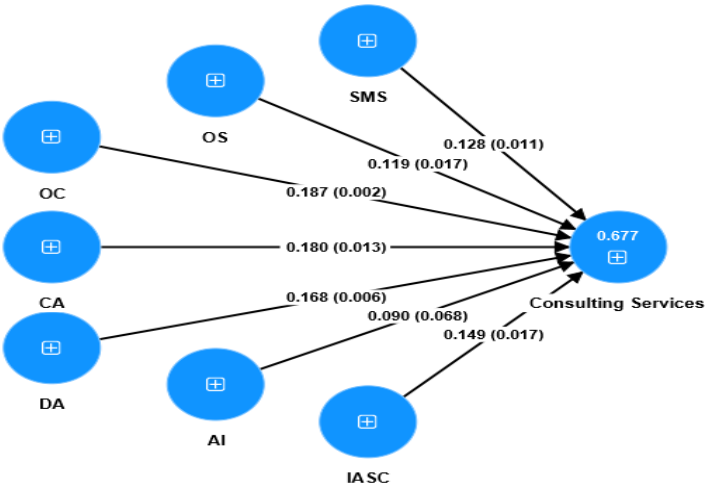 SMS
OS
0.128 (0.011)
0.119 (0.017)
OC
0.187 (0.002)
0.677
0.180 (0.013)
CA
0.168 (0.006)
Consulting Services
0.090 (0.068)
0.149 (0.017)
DA
AI
IASC